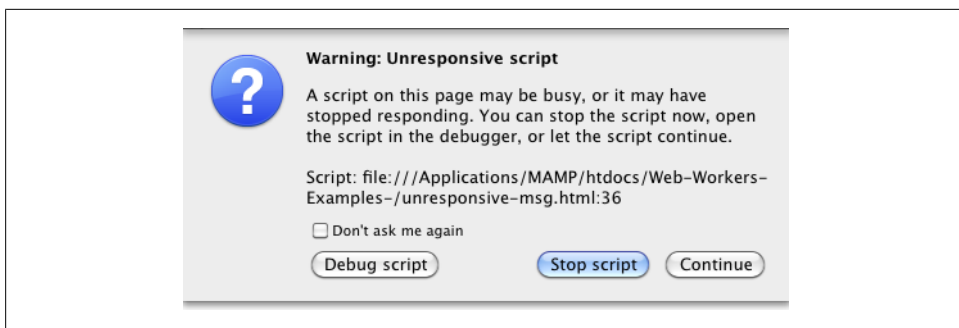 Warning: Unresponsive script
A script on this page may be busy, or it may have
stopped responding. You can stop the script now, open
the script in the debugger, or let the script continue.
Script: file:///Applications/MAMP/htdocs/Web-Workers-
Examples-/unresponsive-msg.html:36
Don't ask me again
Debug script Stop script Continue